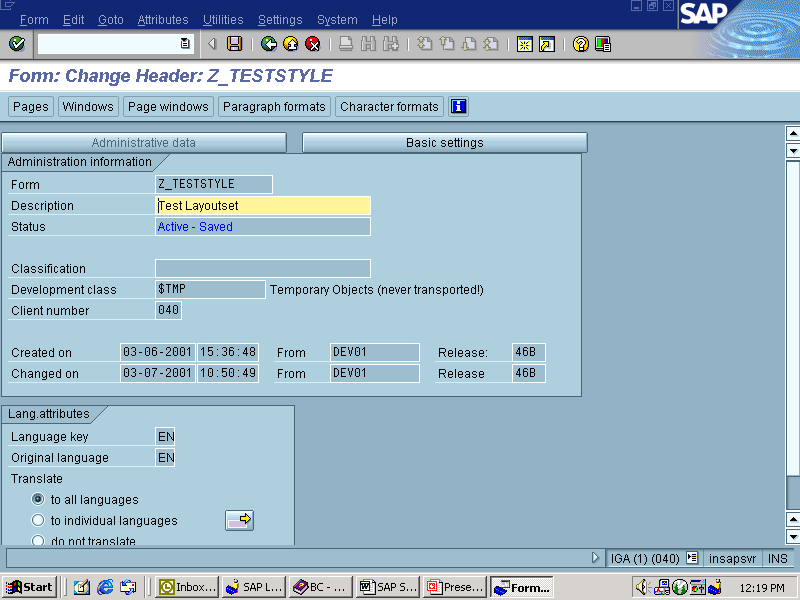 Form Edit Goto Attributes Utilities Settings System Help
SAP
Form: Change Header: Z_TESTSTYLE
Pages Windows Page windows Paragraph formats Character formats
Administrative data Basic settings
Administration information
Form Z_TESTSTYLE
Description Test Layoutset
Status Active - Saved
Classification
Development class $TMP Temporary Objects (never transported!)
Client number 040
Created on 03-06-2001 15:36:48 From DEV01 Release: 46B
Changed on 03-07-2001 10:50:49 From DEV01 Release 46B
Lang.attributes
Language key EN
Original language EN
Translate
to all languages
to individual languages
do not translate
IGA (1) (040) insapsvr INS
Start Inbox... SAP L... BC - ... SAP S... Prese... Form... 12:19 PM